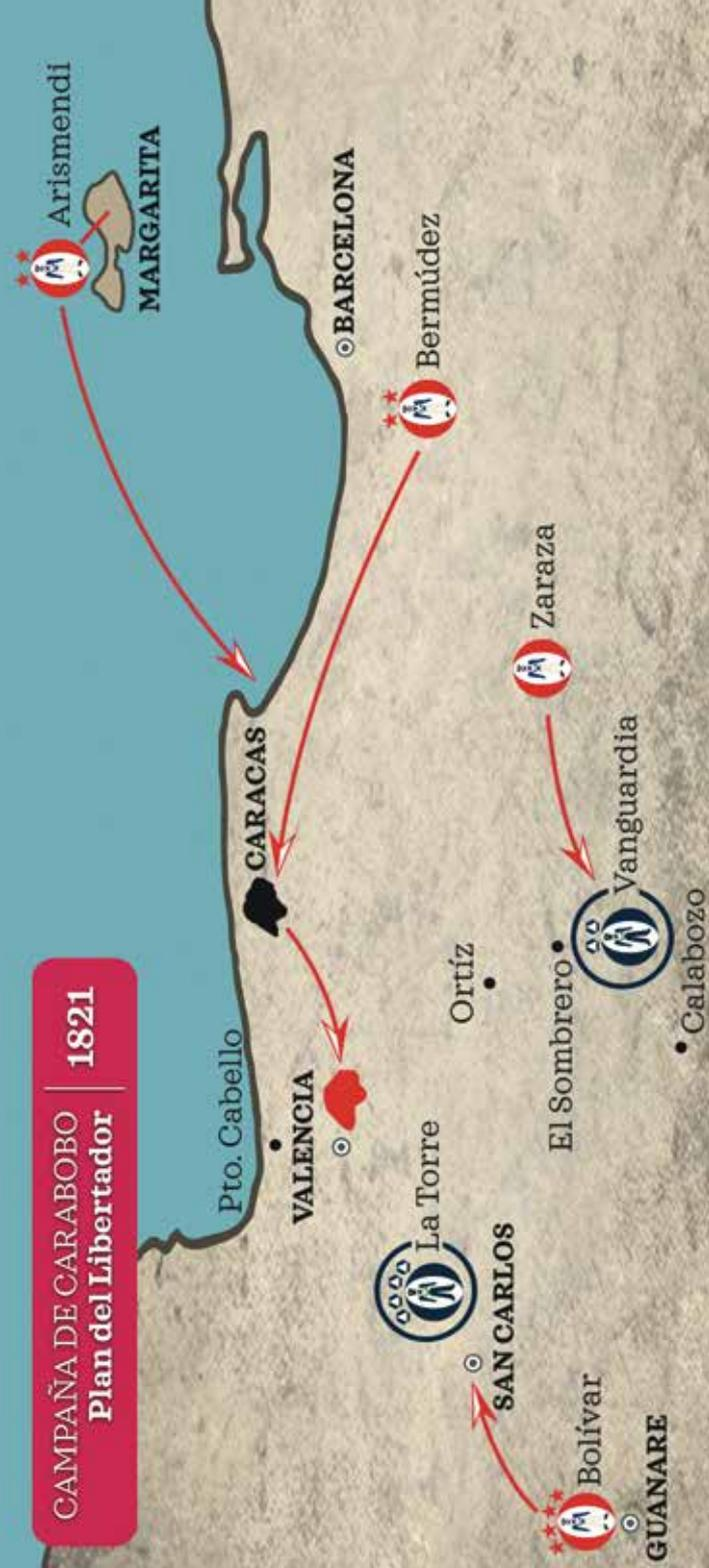 CAMPAÑA DE CARABOBO
Plan del Libertador
1821
Arismendi
MARGARITA
BARCELONA
Bermúdez
Zaraza
CARACAS
Pto. Cabello
VALENCIA
La Torre
Ortíz
El Sombrero
Vanguardia
Calabozo
SAN CARLOS
Bolívar
GUANARE